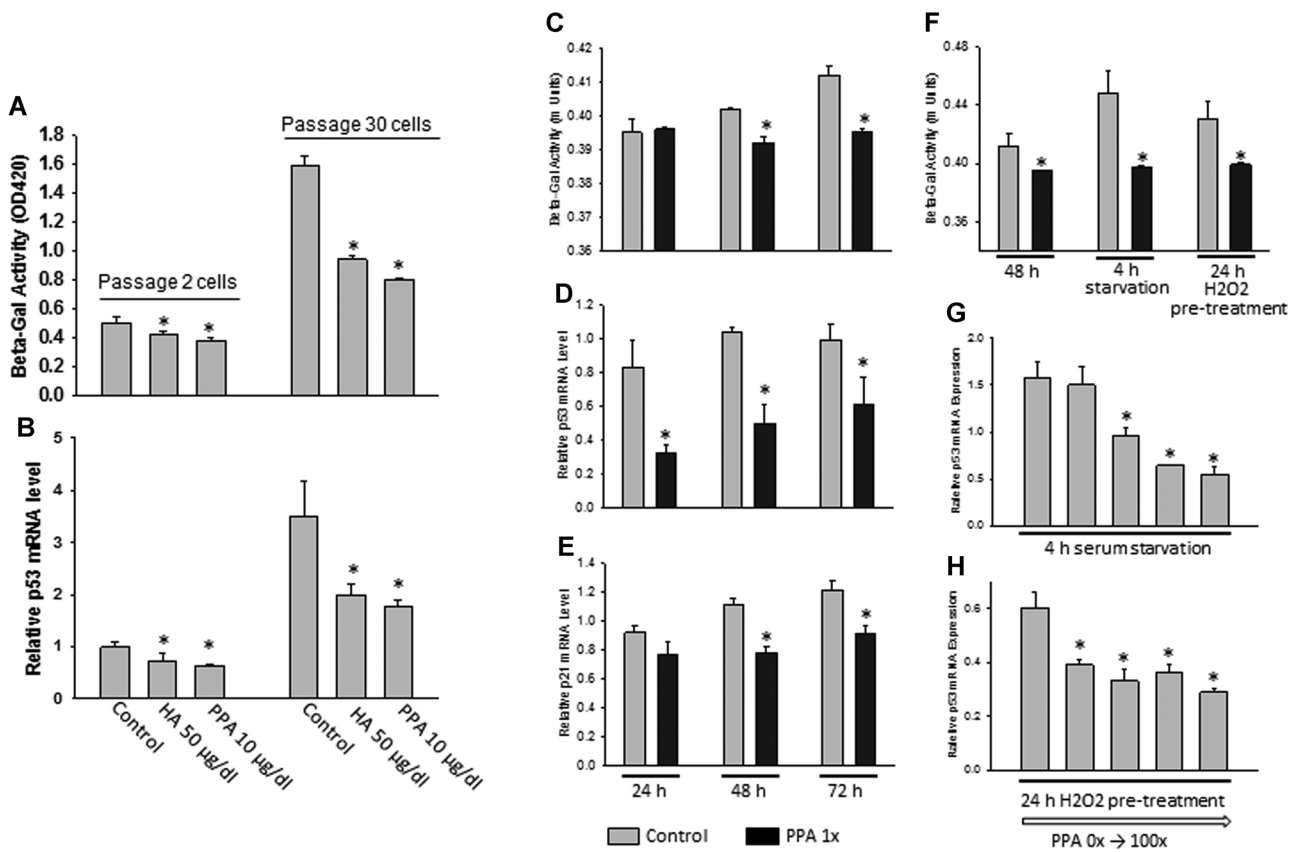 A
Beta-Gal Activity (OD420)
1.8
1.6
1.4
1.2
1.0
0.8
0.6
0.4
0.2
0.0
Passage 2 cells
Passage 30 cells
* * * *
B
Relative p53 mRNA level
5
4
3
2
1
0
* * * *
Control
HA 50 µg/dl
PPA 10 µg/dl
Control
HA 50 µg/dl
PPA 10 µg/dl
C
Beta-Gal Activity (m Units)
0.42
0.41
0.40
0.39
0.38
0.37
0.36
* *
D
Relative p53 mRNA Level
1.2
1.0
0.8
0.6
0.4
0.2
0.0
* * *
E
Relative p21 mRNA Level
1.4
1.2
1.0
0.8
0.6
0.4
0.2
0.0
* *
24 h
48 h
72 h
Control
PPA 1x
F
Beta-Gal Activity (m Units)
0.48
0.44
0.40
0.36
* * *
48 h
4 h
starvation
24 h
H2O2
pre-treatment
G
Ralelive p53 mRNA Expression
2.0
1.5
1.0
0.5
0.0
* * *
4 h serum starvation
H
Ralelive p53 mRNA Expression
0.6
0.4
0.2
0.0
* * * *
24 h H2O2 pre-treatment
PPA 0x → 100x